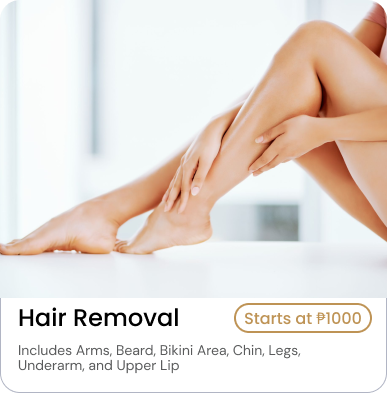 Hair Removal
Starts at ₱1000
Includes Arms, Beard, Bikini Area, Chin, Legs,
Underarm, and Upper Lip